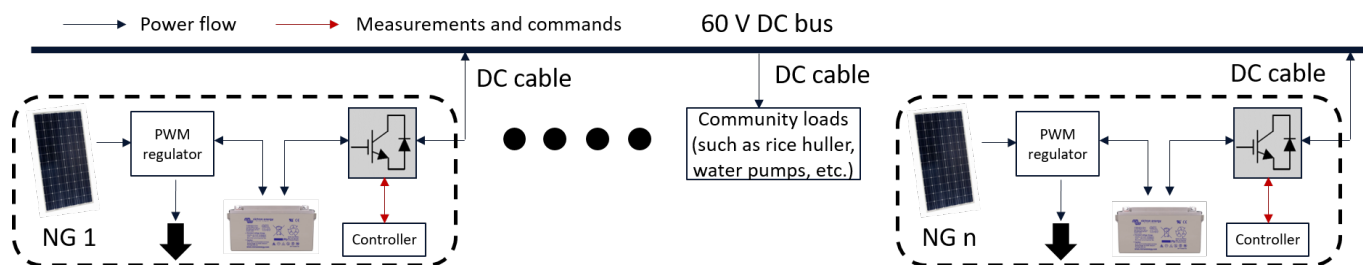 Power flow
Measurements and commands
60 V DC bus
DC cable
DC cable
DC cable
PWM
regulator
NG 1
Controller
Community loads
(such as rice huller,
water pumps, etc.)
PWM
regulator
NG n
Controller